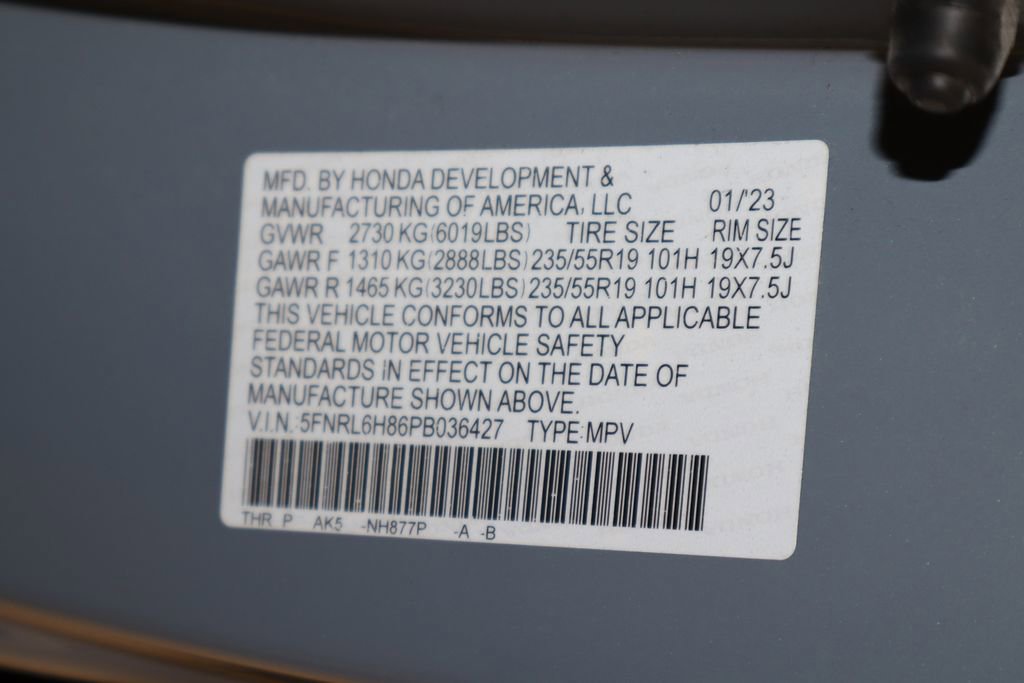 MFD. BY HONDA DEVELOPMENT &
MANUFACTURING OF AMERICA, LLC 01/'23
GVWR 2730 KG(6019LBS) TIRE SIZE RIM SIZE
GAWR F 1310 KG(2888LBS) 235/55R19 101H 19X7.5J
GAWR R 1465 KG(3230LBS) 235/55R19 101H 19X7.5J
THIS VEHICLE CONFORMS TO ALL APPLICABLE
FEDERAL MOTOR VEHICLE SAFETY
STANDARDS IN EFFECT ON THE DATE OF
MANUFACTURE SHOWN ABOVE.
V.I.N.:5FNRL6H86PB036427 TYPE:MPV
THR P AK5 -NH877P -A -B